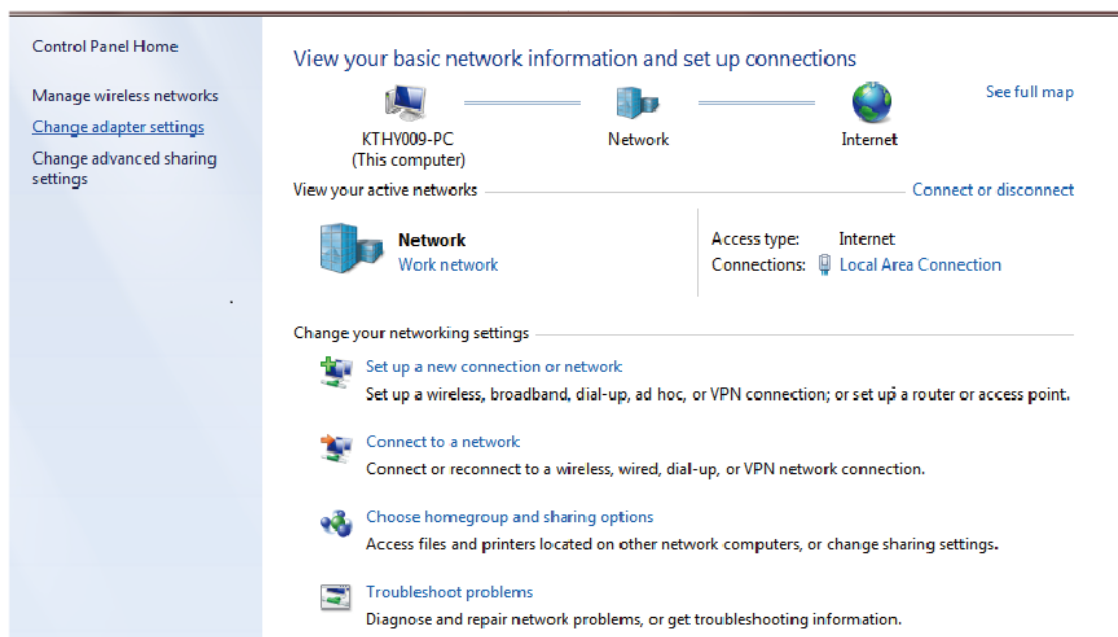 Control Panel Home
Manage wireless networks
Change adapter settings
Change advanced sharing
settings
View your basic network information and set up connections
See full map
KTHY009-PC
(This computer)
Network
Internet
View your active networks
Connect or disconnect
Network
Work network
Access type: Internet
Connections: Local Area Connection
Change your networking settings
Set up a new connection or network
Set up a wireless, broadband, dial-up, ad hoc, or VPN connection; or set up a router or access point.
Connect to a network
Connect or reconnect to a wireless, wired, dial-up, or VPN network connection.
Choose homegroup and sharing options
Access files and printers located on other network computers, or change sharing settings.
Troubleshoot problems
Diagnose and repair network problems, or get troubleshooting information.